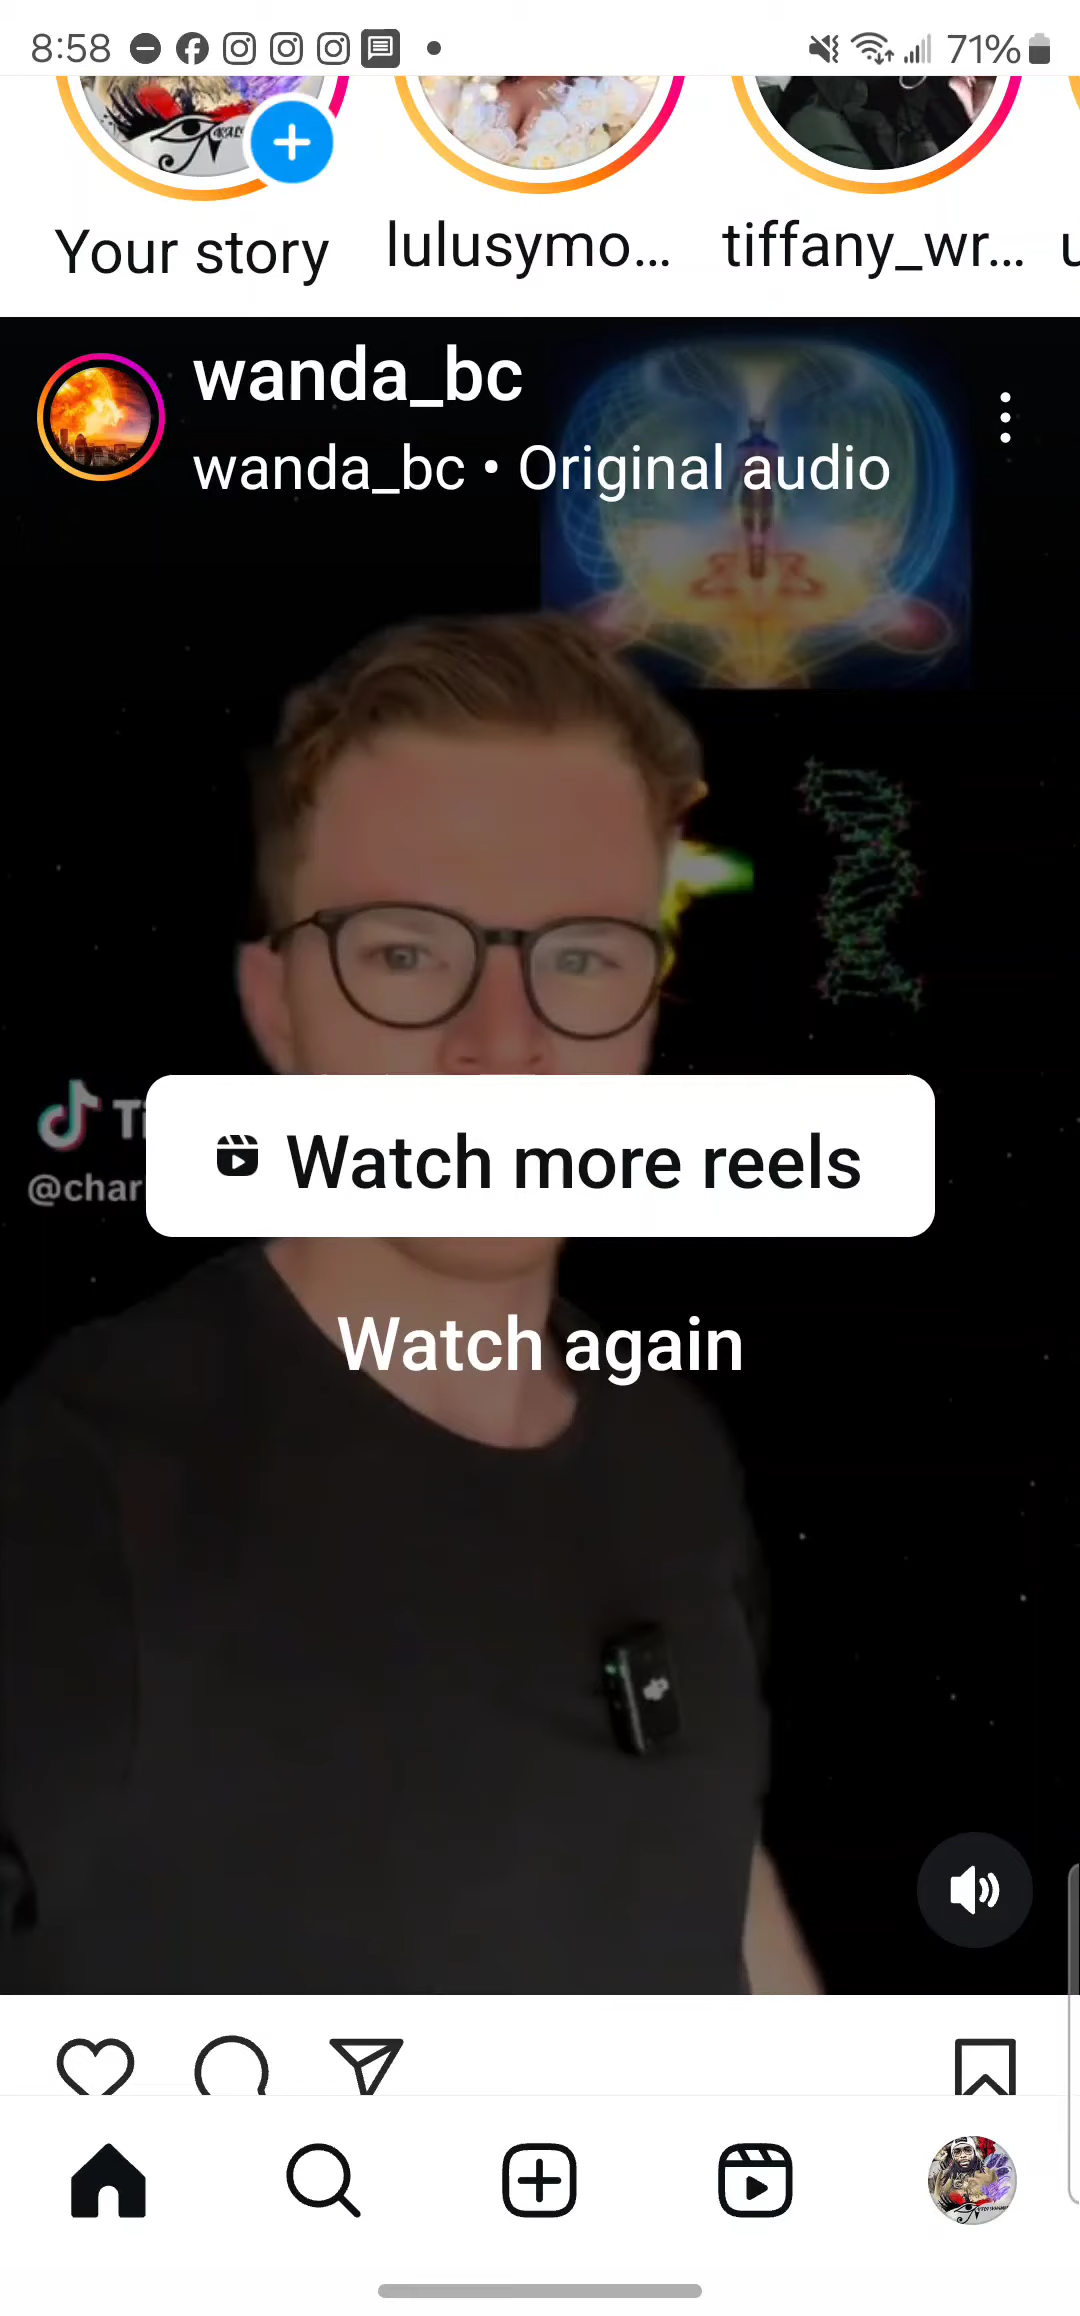 8:58
71%
Your story
lulusymo...
tiffany_wr...
wanda_bc
wanda_bc • Original audio
@char
Watch more reels
Watch again